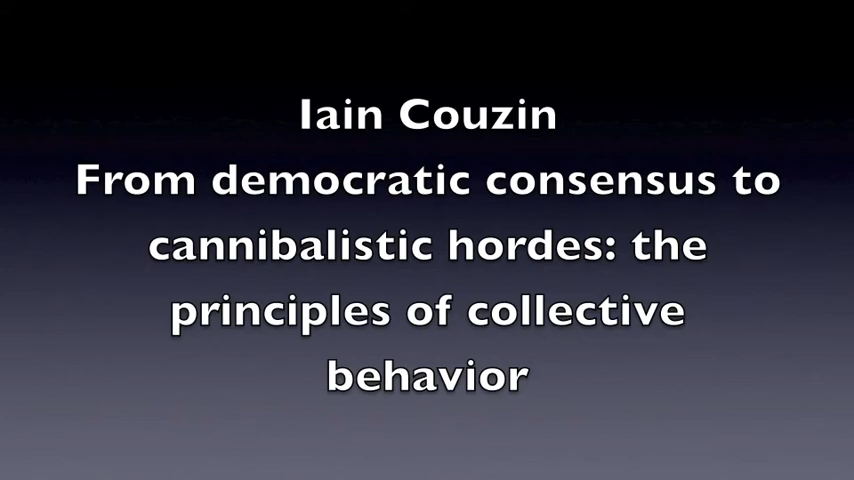 Iain Couzin
From democratic consensus to
cannibalistic hordes: the
principles of collective
behavior